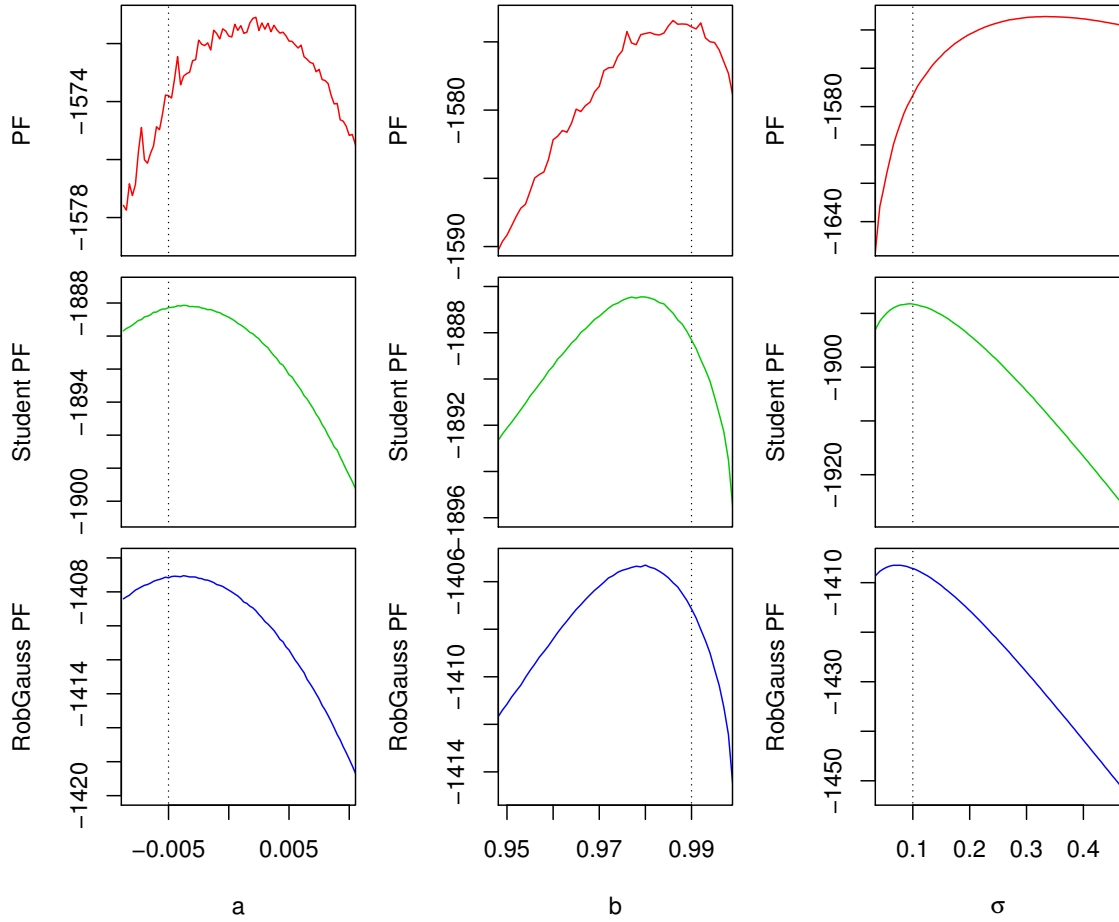 PF
−1578
−1574
PF
−1590
−1580
PF
−1640
−1580
Student PF
−1900
−1894
−1888
Student PF
−1896
−1892
−1888
Student PF
−1920
−1900
RobGauss PF
−1420
−1414
−1408
RobGauss PF
−1414
−1410
−1406
RobGauss PF
−1450
−1430
−1410
−0.005 0.005
0.95 0.97 0.99
0.1 0.2 0.3 0.4
a
b
σ